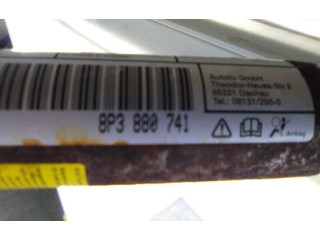 Autoliv GmbH
Theodor-Heuss-Str.2
85221 Dachau
Tel.: 08131/295-0
8P3 880 741
Airbag